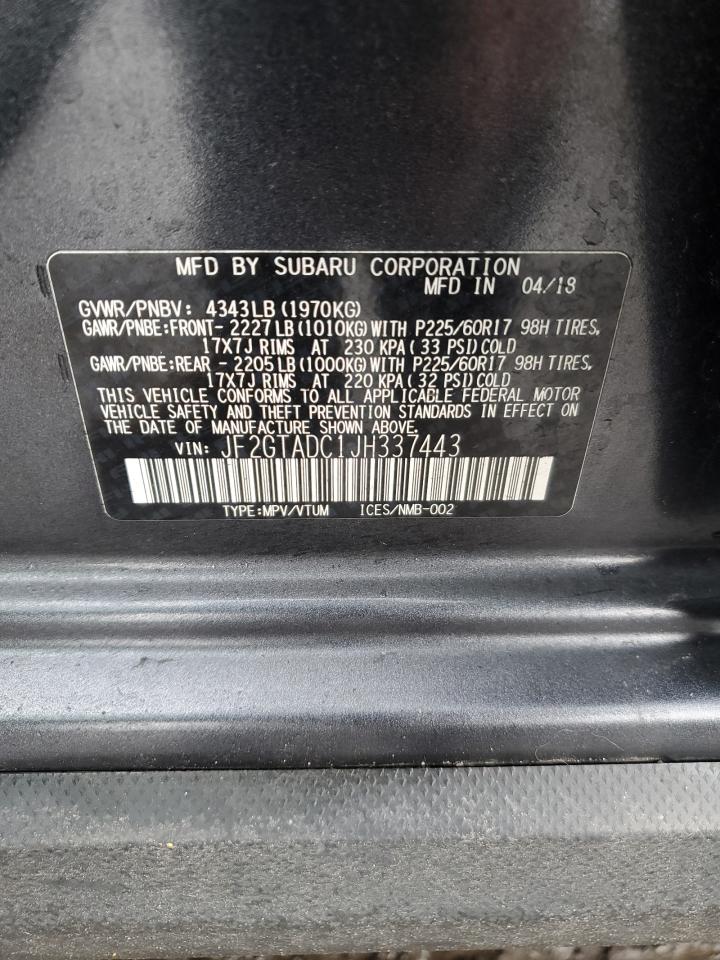 MFD BY SUBARU CORPORATION
MFD IN 04/18
GVWR/PNBV: 4343LB (1970KG)
GAWR/PNBE:FRONT- 2227 LB (1010KG) WITH P225/60R17 98H TIRES,
17X7J RIMS AT 230 KPA ( 33 PSI) COLD
GAWR/PNBE:REAR - 2205 LB (1000KG) WITH P225/60R17 98H TIRES,
17X7J RIMS AT 220 KPA ( 32 PSI) COLD
THIS VEHICLE CONFORMS TO ALL APPLICABLE FEDERAL MOTOR
VEHICLE SAFETY AND THEFT PREVENTION STANDARDS IN EFFECT ON
THE DATE OF MANUFACTURE SHOWN ABOVE.
VIN: JF2GTADC1JH337443
TYPE:MPV/VTUM ICES/NMB-002